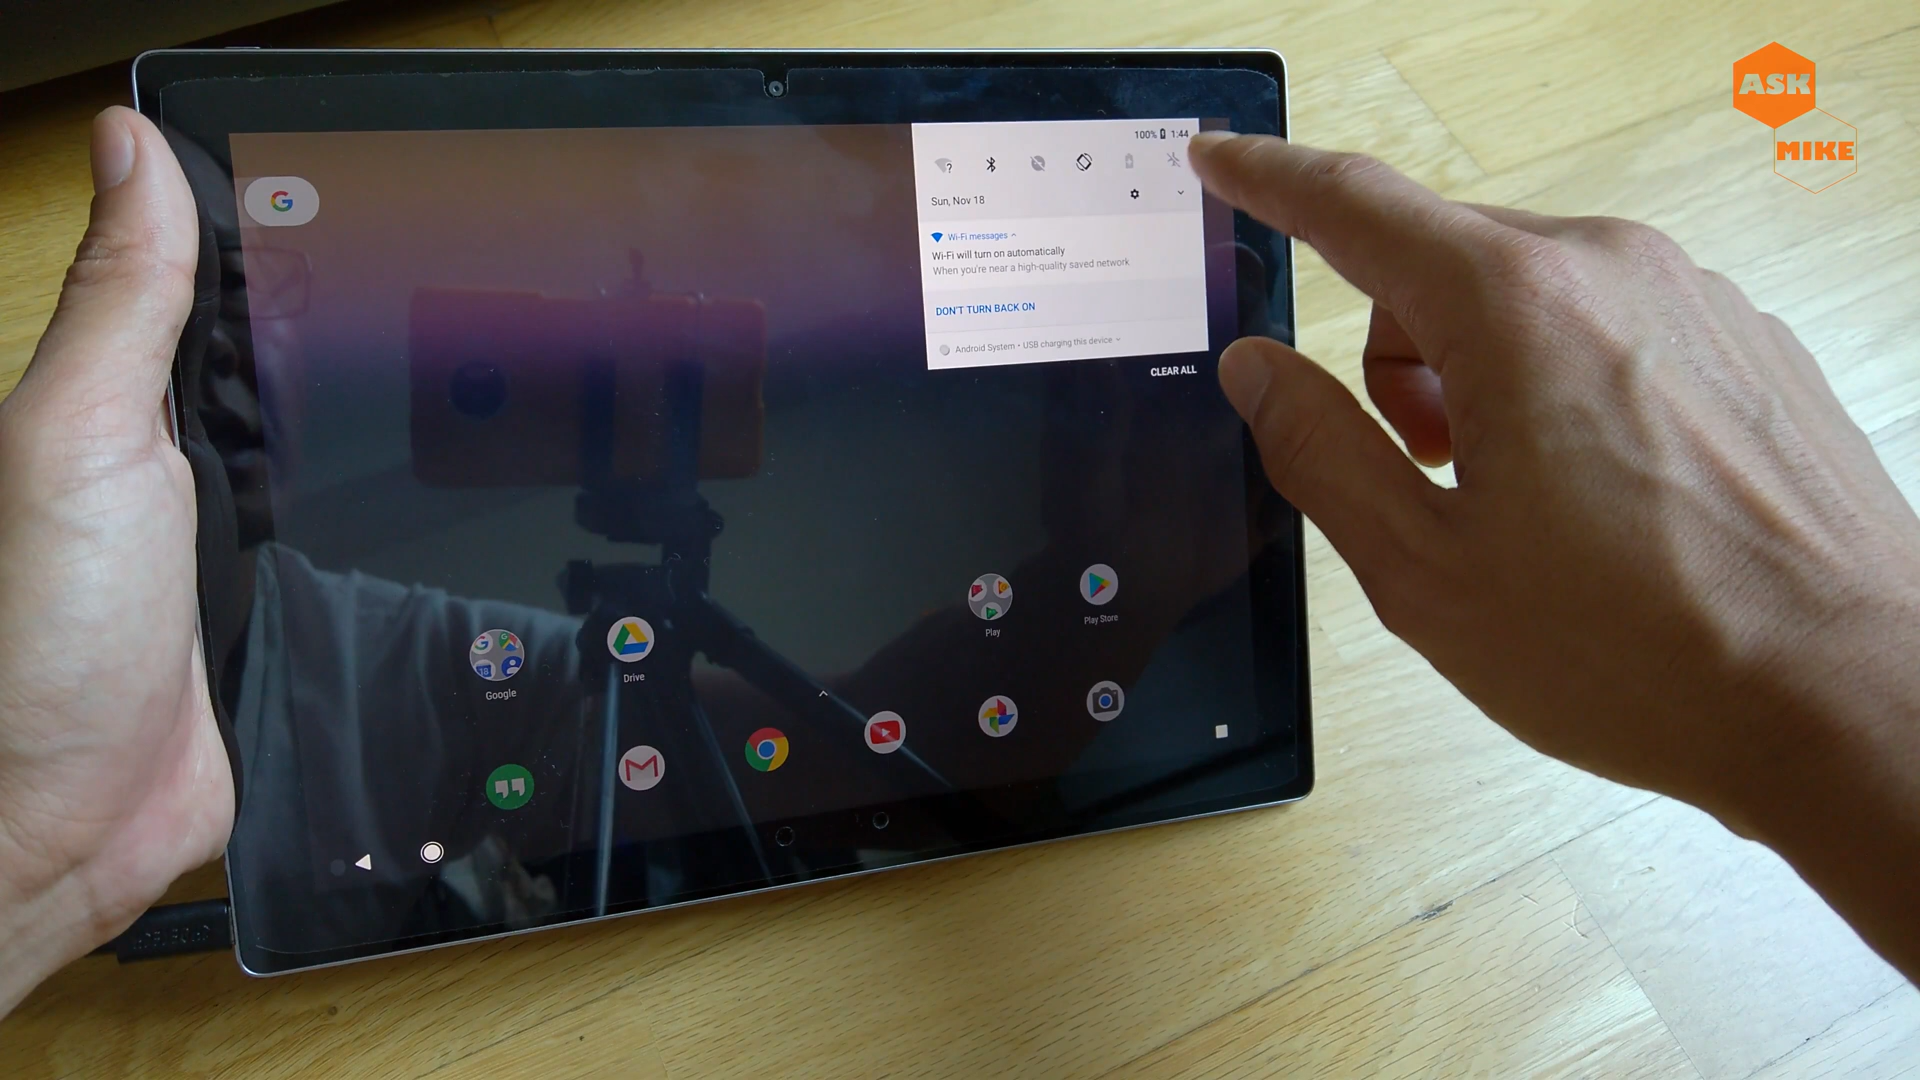 ASK
MIKE
100% 1:44
Sun, Nov 18
Wi-Fi messages
Wi-Fi will turn on automatically
When you're near a high-quality saved network
DON'T TURN BACK ON
Android System • USB charging this device
CLEAR ALL
Play
Play Store
Google
Drive
18